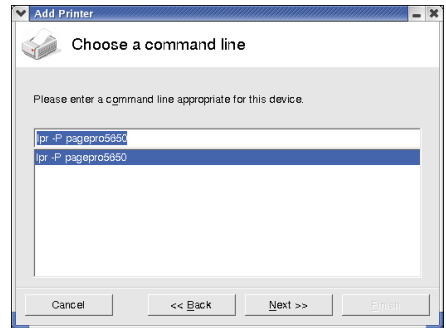 Add Printer
Choose a command line
Please enter a command line appropriate for this device.
lpr -P pagepro5650
lpr -P pagepro5650
Cancel
<< Back
Next >>
Finish